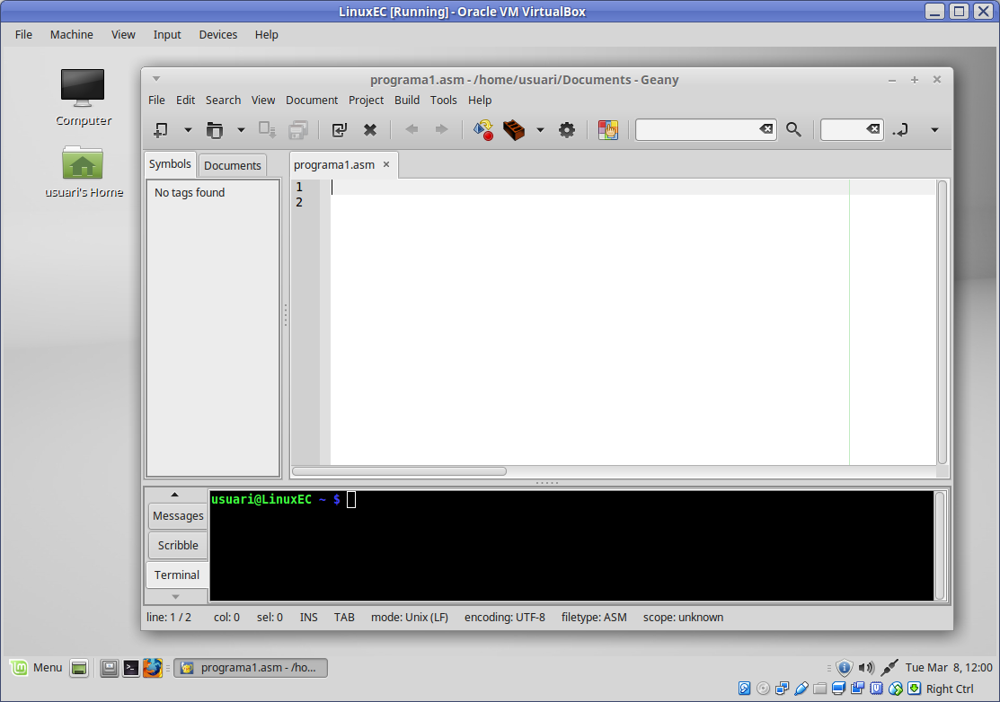 LinuxEC [Running] - Oracle VM VirtualBox
File Machine View Input Devices Help
Computer
usuari's Home
programa1.asm - /home/usuari/Documents - Geany
File Edit Search View Document Project Build Tools Help
Symbols Documents
No tags found
programa1.asm
1
2
Messages
Scribble
Terminal
usuari@LinuxEC ~ $
line: 1 / 2 col: 0 sel: 0 INS TAB mode: Unix (LF) encoding: UTF-8 filetype: ASM scope: unknown
Menu programa1.asm - /ho... Tue Mar 8, 12:00
Right Ctrl